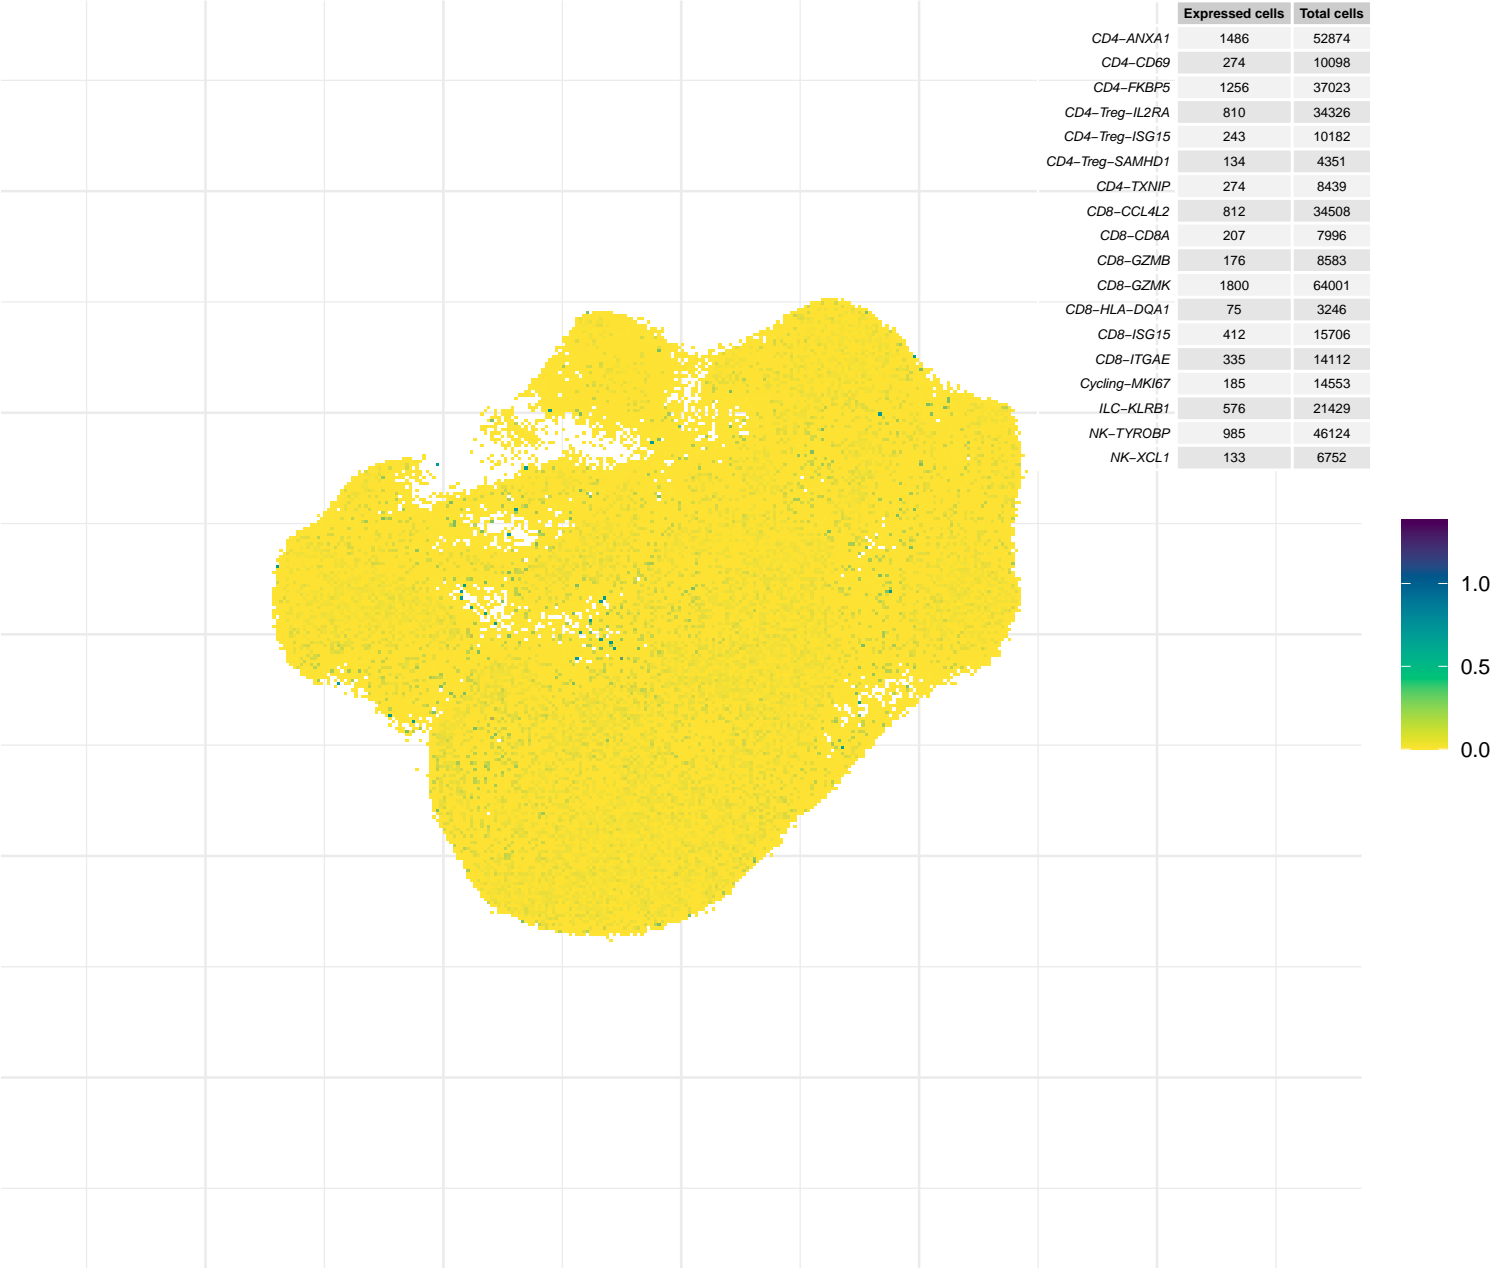 Expressed cells Total cells
CD4−ANXA1 1486 52874
CD4−CD69 274 10098
CD4−FKBP5 1256 37023
CD4−Treg−IL2RA 810 34326
CD4−Treg−ISG15 243 10182
CD4−Treg−SAMHD1 134 4351
CD4−TXNIP 274 8439
CD8−CCL4L2 812 34508
CD8−CD8A 207 7996
CD8−GZMB 176 8583
CD8−GZMK 1800 64001
CD8−HLA−DQA1 75 3246
CD8−ISG15 412 15706
CD8−ITGAE 335 14112
Cycling−MKI67 185 14553
ILC−KLRB1 576 21429
NK−TYROBP 985 46124
NK−XCL1 133 6752
1.0
0.5
0.0